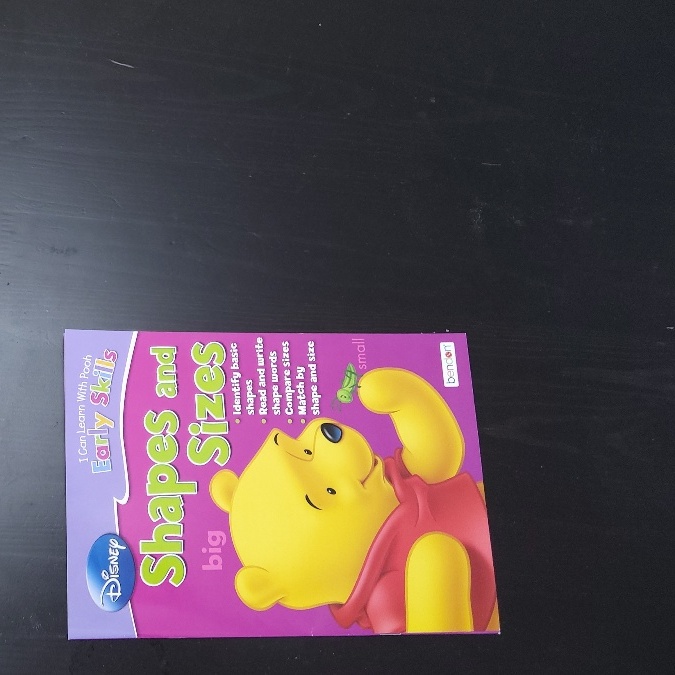 I Can Learn With Pooh
Early Skills
DISNEY
Shapes and
Sizes
big
• Identify basic
shapes
• Read and write
shape words
• Compare sizes
• Match by
shape and size
small
bendon